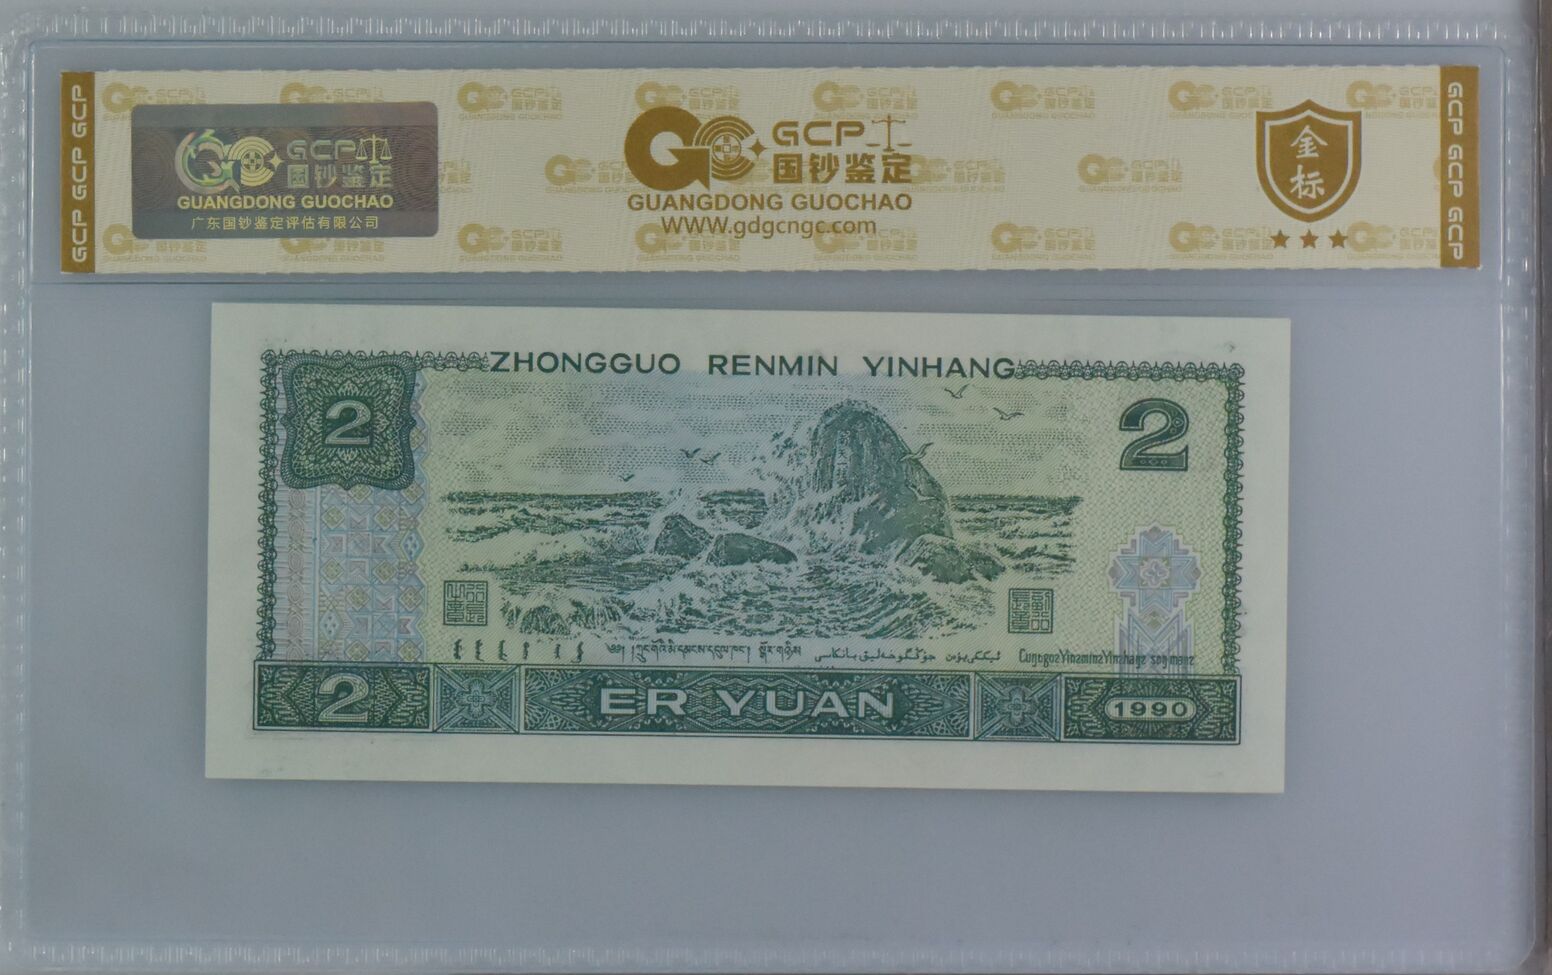 GCP GCP GCP
GCP
国钞鉴定
GUANGDONG GUOCHAO
广东国钞鉴定评估有限公司
GCP
国钞鉴定
GUANGDONG GUOCHAO
WWW.gdgcngc.com
金标
GCP GCP GCP
ZHONGGUO RENMIN YINHANG
2
2
2 ER YUAN 1990